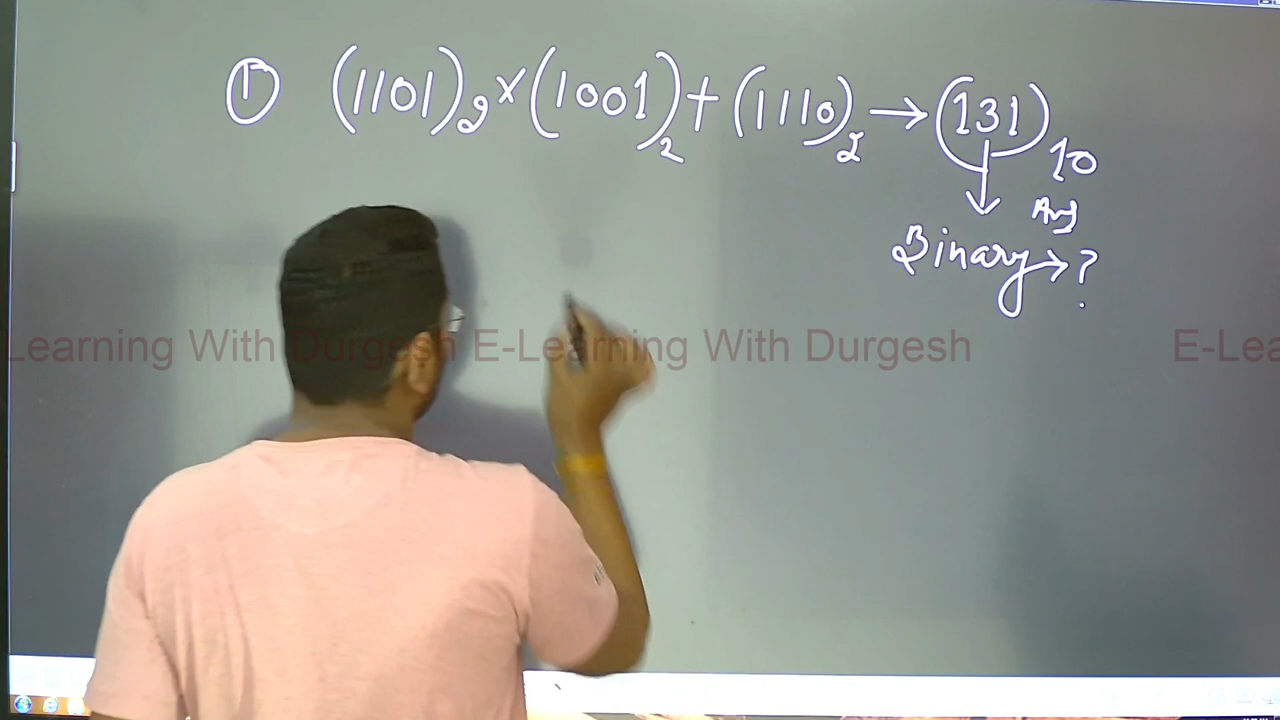 ① (1101)₂ × (1001)₂ + (1110)₂ → (131)₁₀
Ans
Binary → ?
Learning With Durgesh E-Learning With Durgesh E-Lea